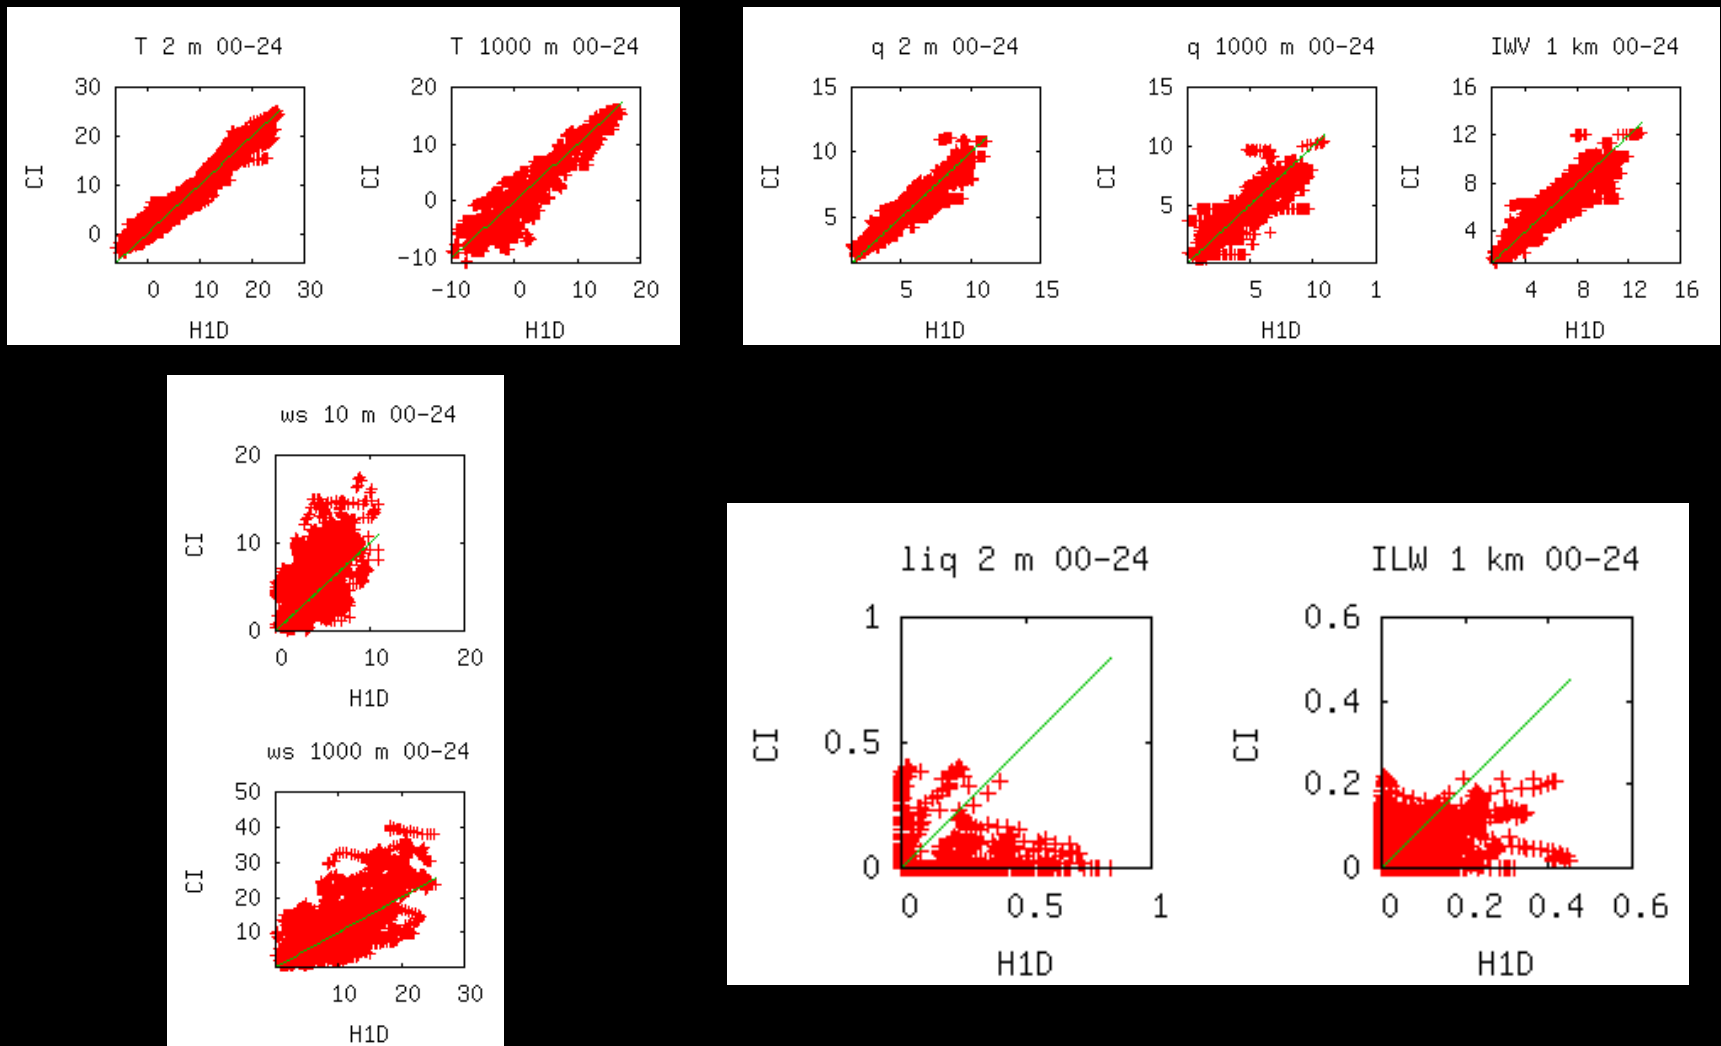 T 2 m 00-24
30
20
10
0
CI
0 10 20 30
H1D
T 1000 m 00-24
20
10
0
-10
CI
-10 0 10 20
H1D
q 2 m 00-24
15
10
5
CI
5 10 15
H1D
q 1000 m 00-24
15
10
5
CI
5 10 1
H1D
IWV 1 km 00-24
16
12
8
4
CI
4 8 12 16
H1D
ws 10 m 00-24
20
10
0
CI
0 10 20
H1D
ws 1000 m 00-24
50
40
30
20
10
CI
10 20 30
H1D
liq 2 m 00-24
1
0.5
0
CI
0 0.5 1
H1D
ILW 1 km 00-24
0.6
0.4
0.2
0
CI
0 0.2 0.4 0.6
H1D